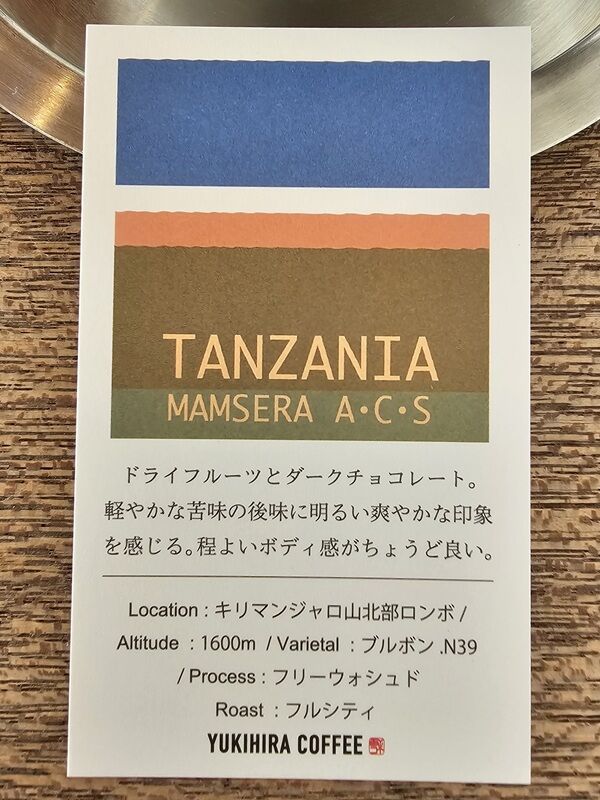 TANZANIA
MAMSERA A・C・S
ドライフルーツとダークチョコレート。
軽やかな苦味の後味に明るい爽やかな印象
を感じる。程よいボディ感がちょうど良い。
Location : キリマンジャロ山北部ロンボ /
Altitude : 1600m / Varietal : ブルボン .N39
/ Process : フリーウォシュド
Roast : フルシティ
YUKIHIRA COFFEE